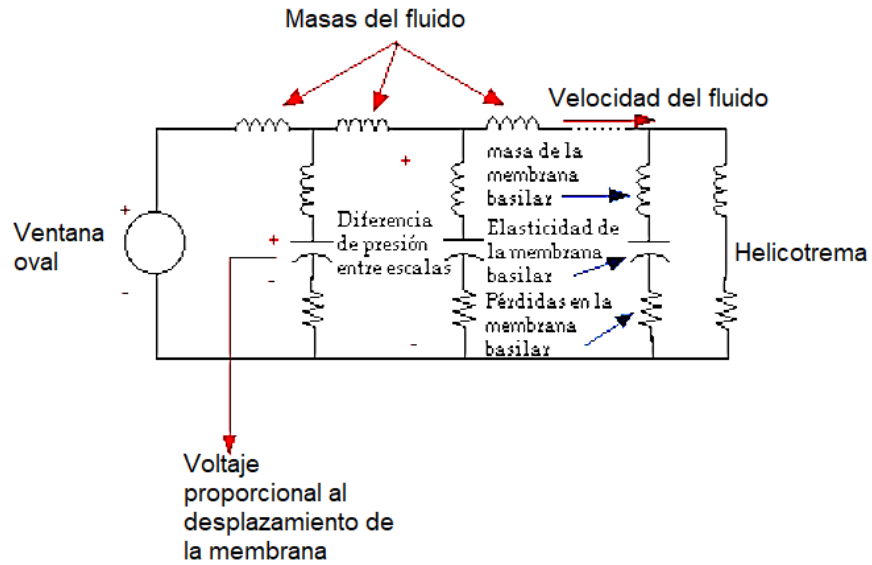 Masas del fluido
Velocidad del fluido
+
masa de la
membrana
basilar
Ventana
oval
+
-
Diferencia
de presión
entre escalas
+
-
Elasticidad de
la membrana
basilar
Helicotrema
Pérdidas en la
membrana
basilar
-
Voltaje
proporcional al
desplazamiento de
la membrana